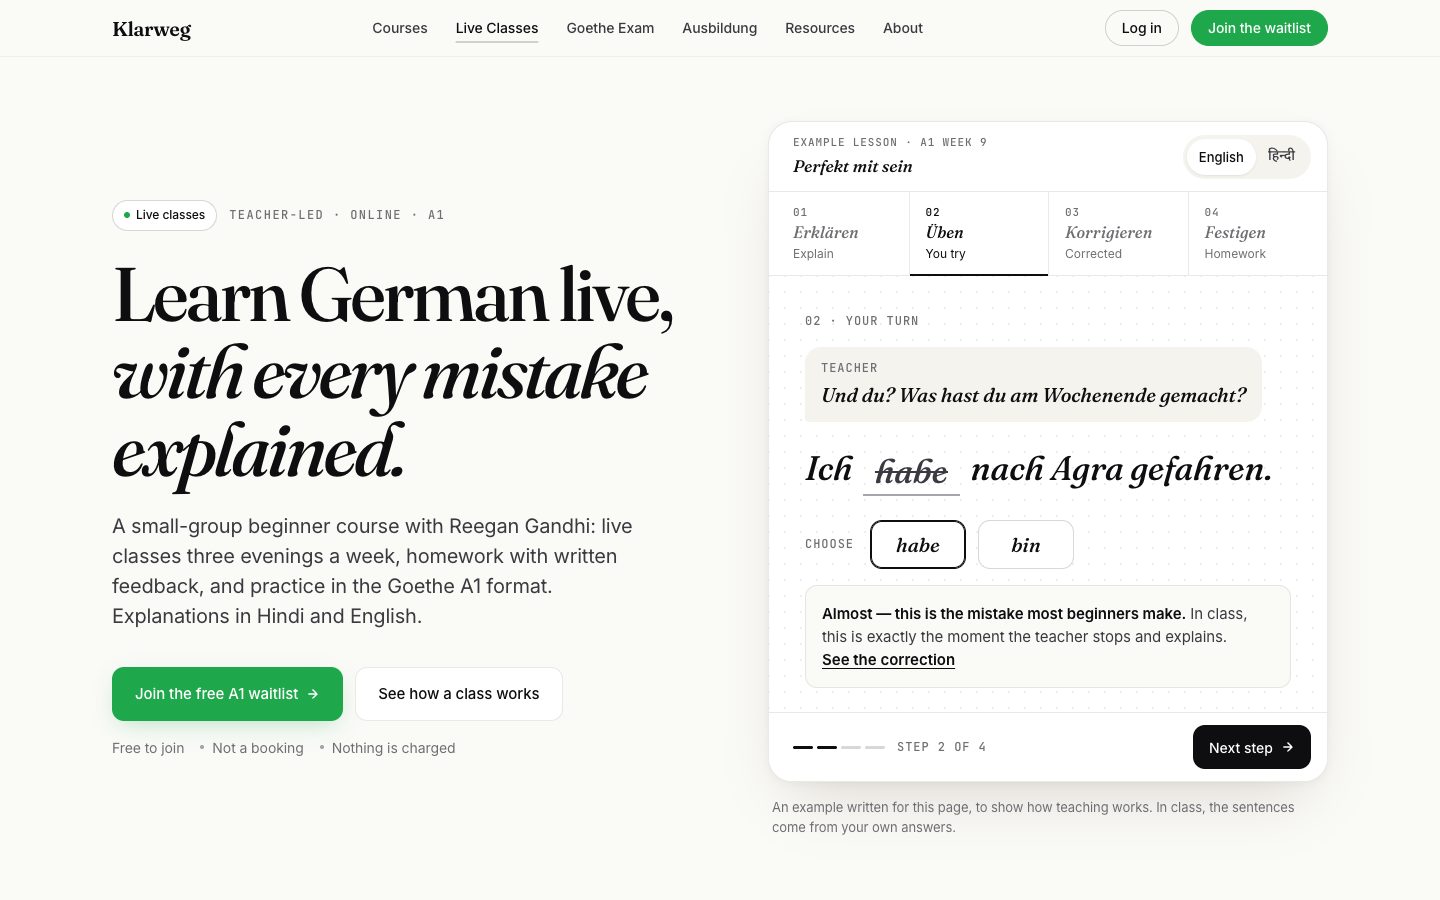 Klarweg
Courses
Live Classes
Goethe Exam
Ausbildung
Resources
About
Log in
Join the waitlist
Live classes
TEACHER-LED · ONLINE · A1
Learn German live,
with every mistake
explained.
A small-group beginner course with Reegan Gandhi: live
classes three evenings a week, homework with written
feedback, and practice in the Goethe A1 format.
Explanations in Hindi and English.
Join the free A1 waitlist →
See how a class works
Free to join • Not a booking • Nothing is charged
EXAMPLE LESSON · A1 WEEK 9
Perfekt mit sein
English
हिन्दी
01
Erklären
Explain
02
Üben
You try
03
Korrigieren
Corrected
04
Festigen
Homework
02 · YOUR TURN
TEACHER
Und du? Was hast du am Wochenende gemacht?
Ich habe nach Agra gefahren.
CHOOSE
habe
bin
Almost — this is the mistake most beginners make. In class,
this is exactly the moment the teacher stops and explains.
See the correction
STEP 2 OF 4
Next step →
An example written for this page, to show how teaching works. In class, the sentences
come from your own answers.